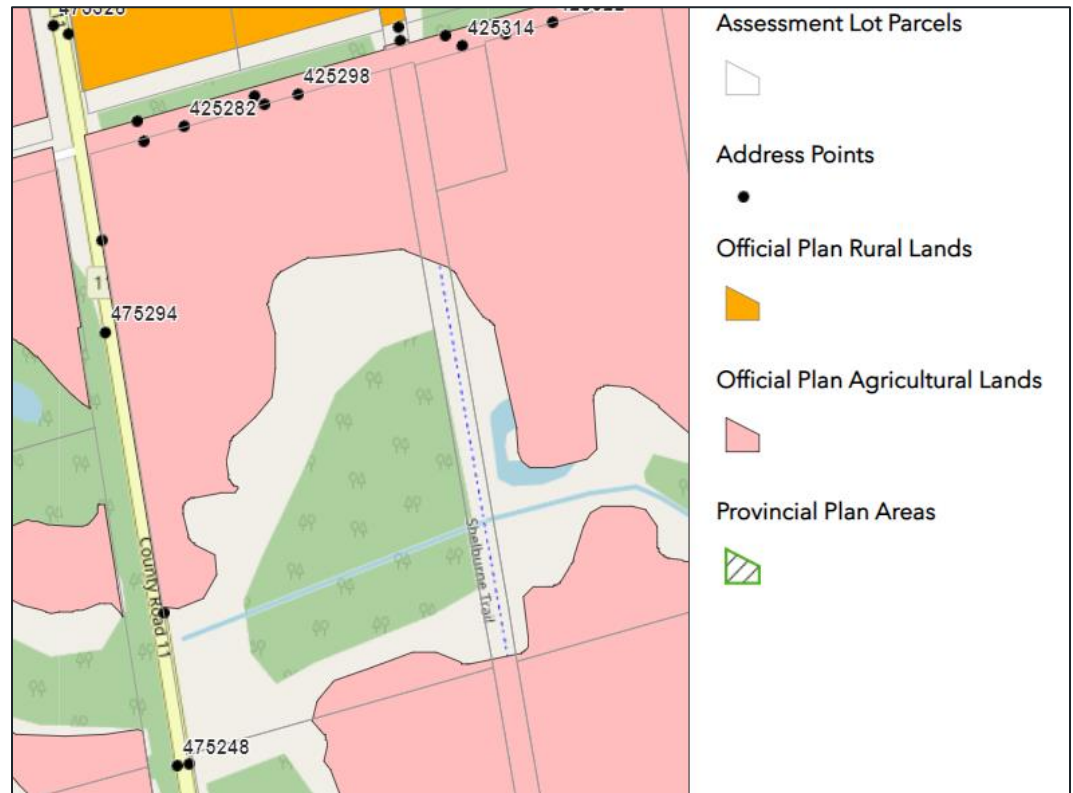 Assessment Lot Parcels
Address Points
Official Plan Rural Lands
Official Plan Agricultural Lands
Provincial Plan Areas
425314
425298
425282
475294
County Road 11
Shelburne Trail
475248